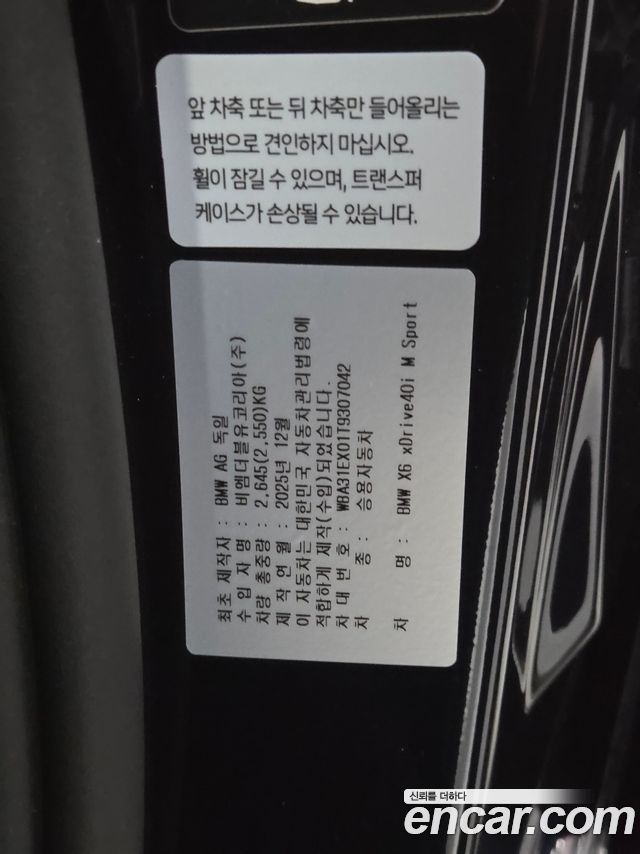 앞 차축 또는 뒤 차축만 들어올리는
방법으로 견인하지 마십시오.
휠이 잠길 수 있으며, 트랜스퍼
케이스가 손상될 수 있습니다.
최초 제작자 : BMW AG 독일
수 입 자 명 : 비엠더블유코리아(주)
차량 총중량 : 2,645(2,550)KG
제 작 연 월 : 2025년 12월
이 자동차는 대한민국 자동차관리법령에
적합하게 제작(수입)되었습니다.
차 대 번 호 : WBA31EX01T9307042
차 종 : 승용자동차
차 명 : BMW X6 xDrive40i M Sport
신뢰를 더하다
encar.com